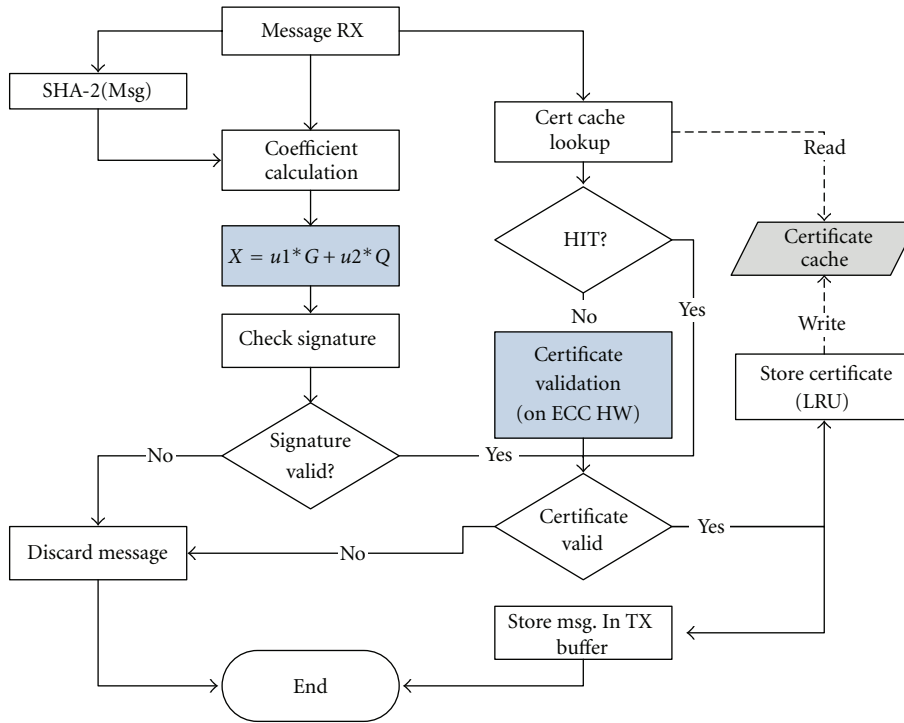 Message RX
SHA-2(Msg)
Coefficient
calculation
X = u1* G + u2* Q
Check signature
Signature
valid?
No
Yes
Discard message
Cert cache
lookup
HIT?
No
Yes
Certificate
validation
(on ECC HW)
Certificate
valid
No
Yes
Read
Certificate
cache
Write
Store certificate
(LRU)
Store msg. In TX
buffer
End